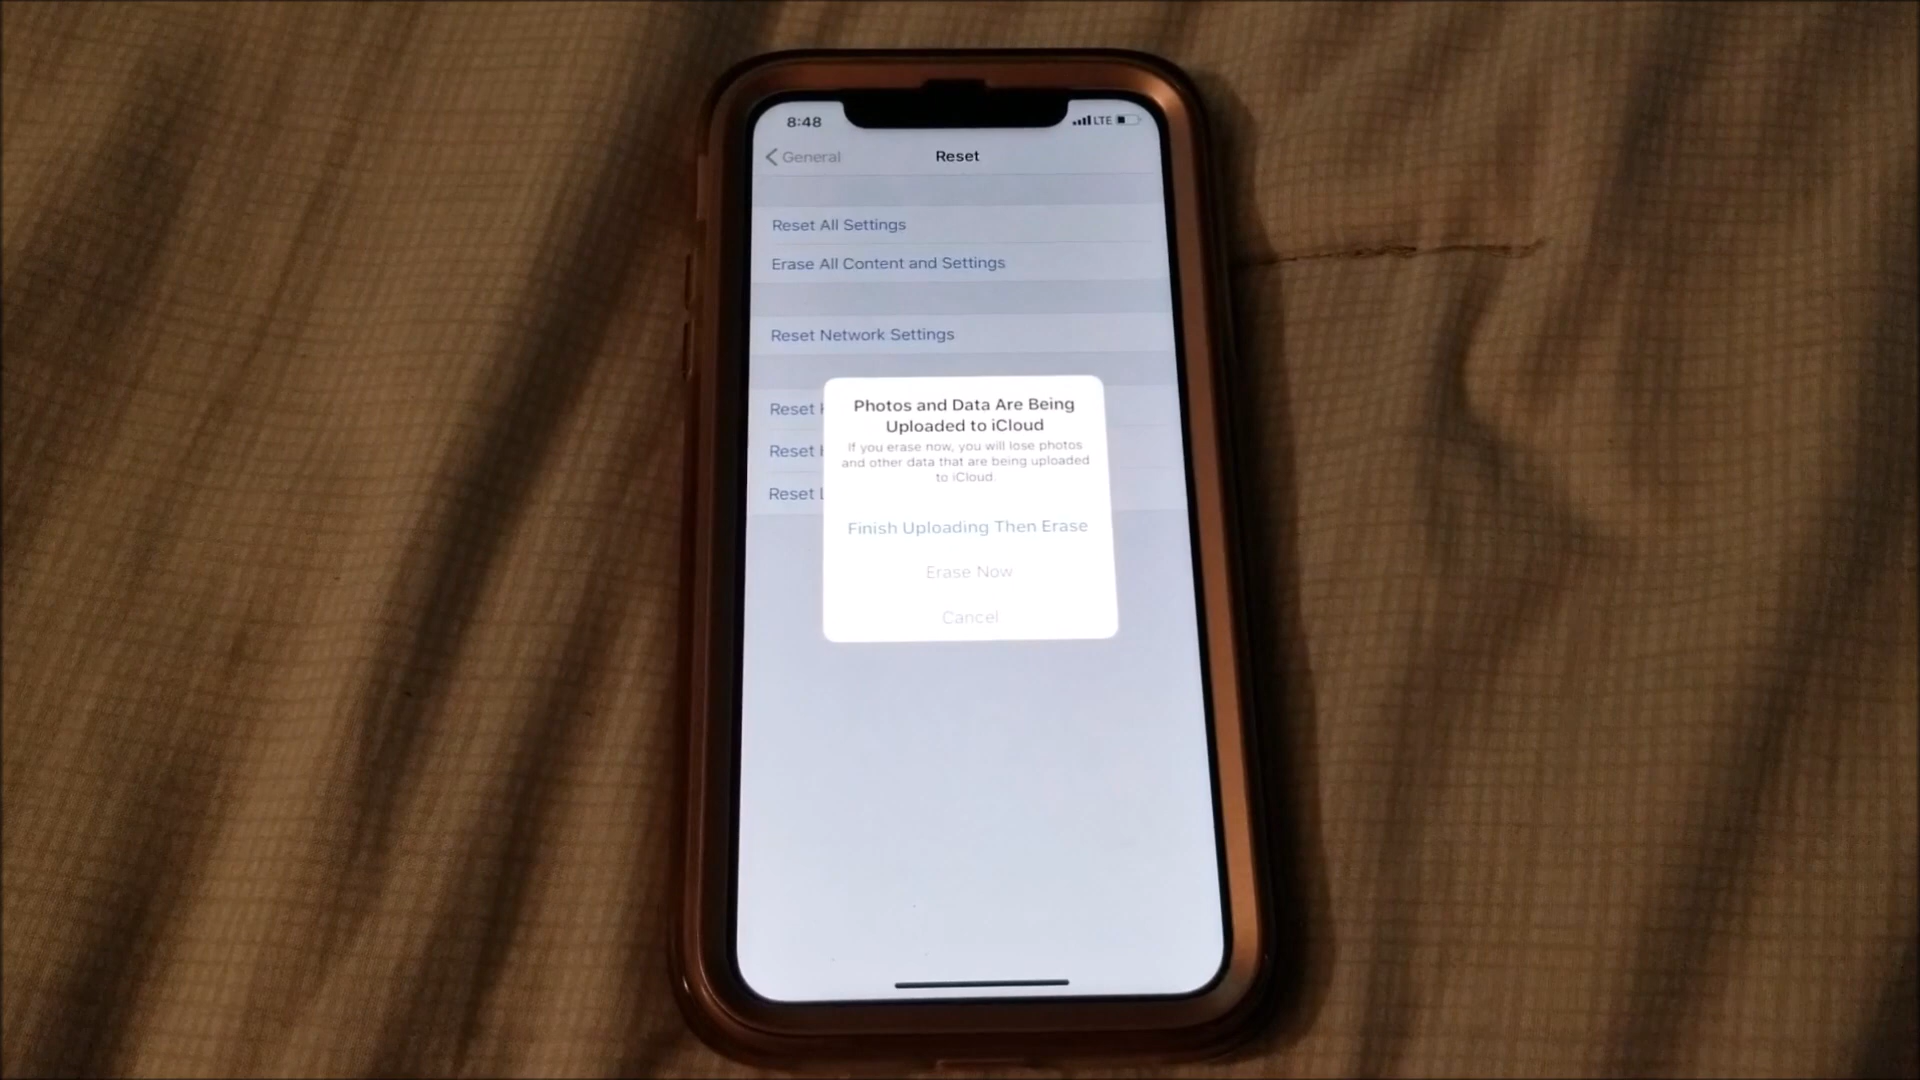 8:48
LTE
General
Reset
Reset All Settings
Erase All Content and Settings
Reset Network Settings
Reset
Reset
Reset
Photos and Data Are Being
Uploaded to iCloud
If you erase now, you will lose photos
and other data that are being uploaded
to iCloud.
Finish Uploading Then Erase
Erase Now
Cancel